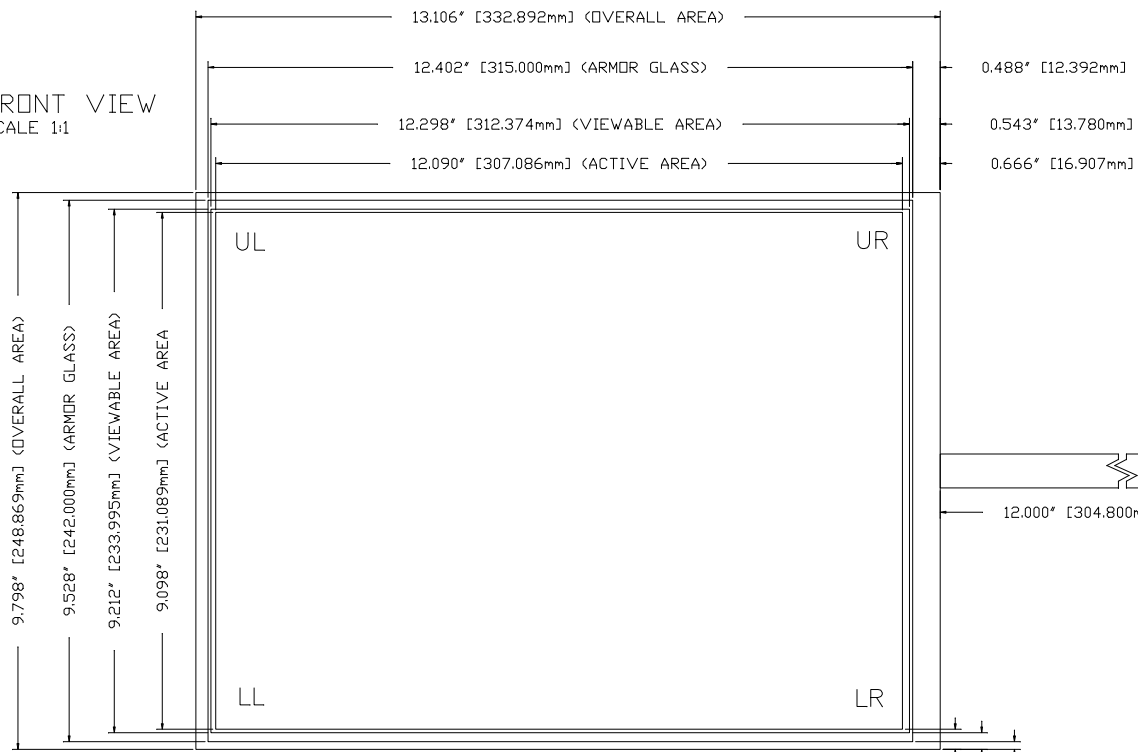 13.106" [332.892mm] (OVERALL AREA)
12.402" [315.000mm] (ARMOR GLASS)
0.488" [12.392mm]
RONT VIEW
CALE 1:1
12.298" [312.374mm] (VIEWABLE AREA)
0.543" [13.780mm]
12.090" [307.086mm] (ACTIVE AREA)
0.666" [16.907mm]
UL
UR
9.798" [248.869mm] (OVERALL AREA)
9.528" [242.000mm] (ARMOR GLASS)
9.212" [233.995mm] (VIEWABLE AREA)
9.098" [231.089mm] (ACTIVE AREA
12.000" [304.800m
LL
LR